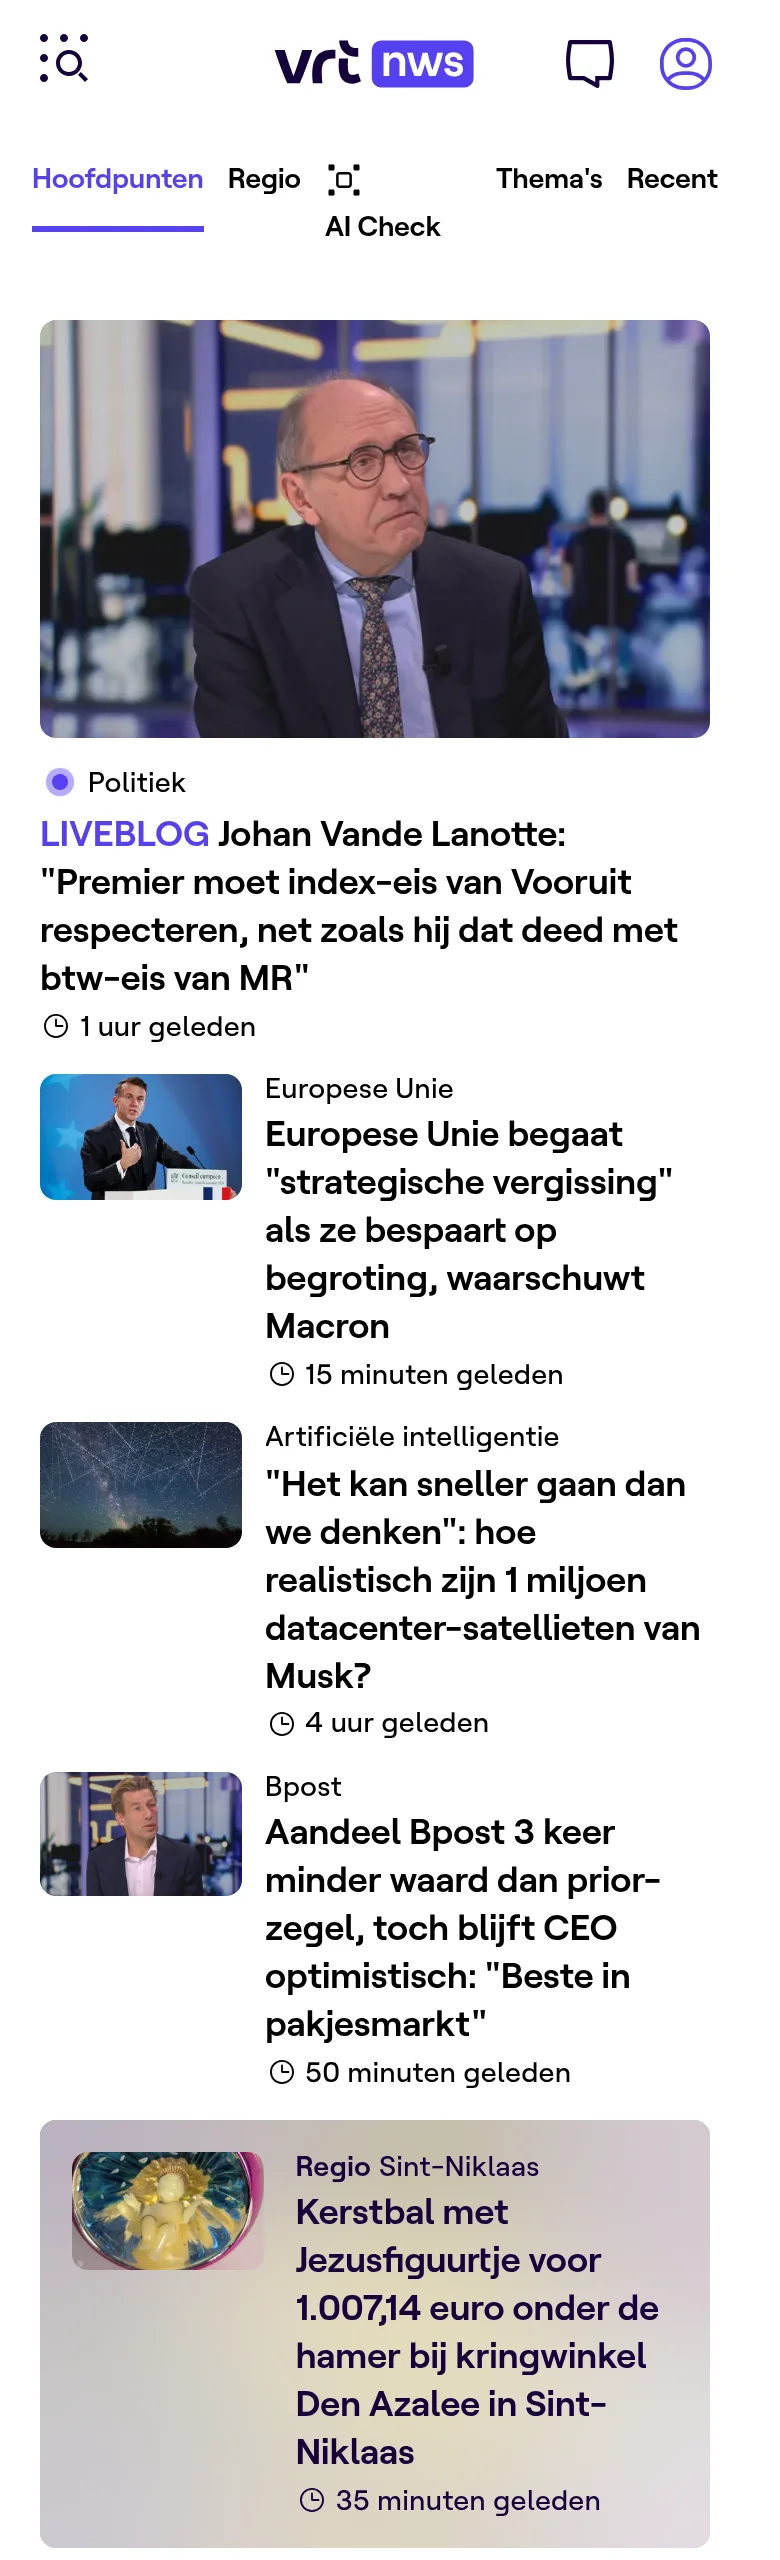 vrt nws
Hoofdpunten Regio AI Check Thema's Recent
Politiek
LIVEBLOG Johan Vande Lanotte:
"Premier moet index-eis van Vooruit
respecteren, net zoals hij dat deed met
btw-eis van MR"
1 uur geleden
Conseil européen
Europese Unie
Europese Unie begaat
"strategische vergissing"
als ze bespaart op
begroting, waarschuwt
Macron
15 minuten geleden
Artificiële intelligentie
"Het kan sneller gaan dan
we denken": hoe
realistisch zijn 1 miljoen
datacenter-satellieten van
Musk?
4 uur geleden
Bpost
Aandeel Bpost 3 keer
minder waard dan prior-
zegel, toch blijft CEO
optimistisch: "Beste in
pakjesmarkt"
50 minuten geleden
Regio Sint-Niklaas
Kerstbal met
Jezusfiguurtje voor
1.007,14 euro onder de
hamer bij kringwinkel
Den Azalee in Sint-
Niklaas
35 minuten geleden